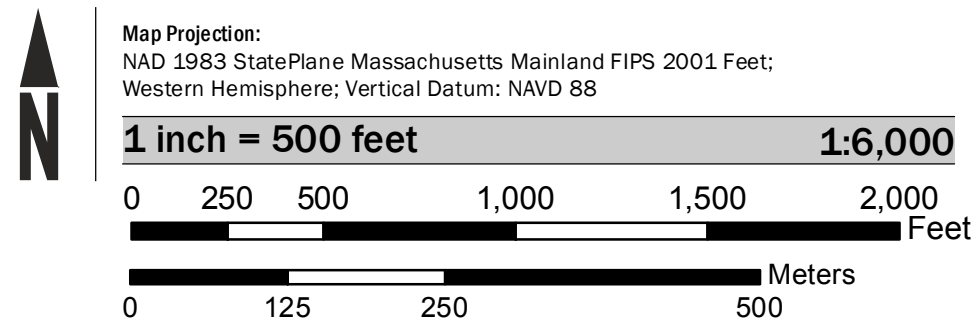 N
Map Projection:
NAD 1983 StatePlane Massachusetts Mainland FIPS 2001 Feet;
Western Hemisphere; Vertical Datum: NAVD 88
1 inch = 500 feet 1:6,000
0 250 500 1,000 1,500 2,000
Feet
Meters
0 125 250 500